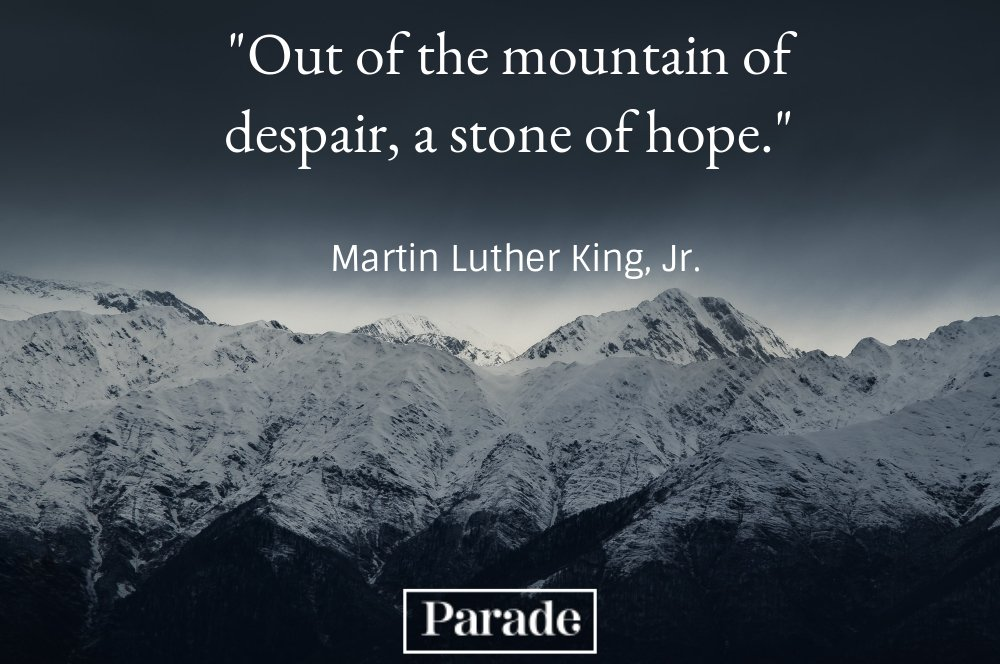 "Out of the mountain of
despair, a stone of hope."
Martin Luther King, Jr.
Parade